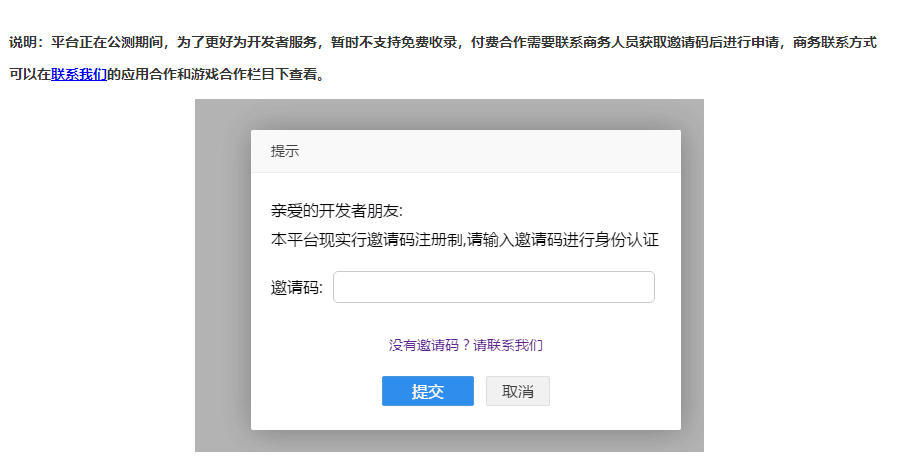 说明：平台正在公测期间，为了更好为开发者服务，暂时不支持免费收录，付费合作需要联系商务人员获取邀请码后进行申请，商务联系方式
可以在联系我们的应用合作和游戏合作栏目下查看。
提示
亲爱的开发者朋友:
本平台现实行邀请码注册制,请输入邀请码进行身份认证
邀请码:
没有邀请码？请联系我们
提交 取消